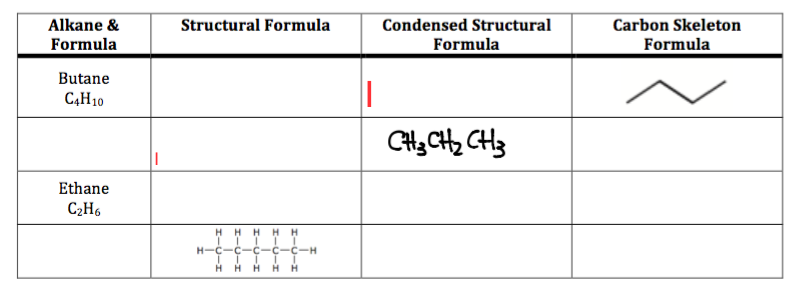 Alkane & Formula
Structural Formula
Condensed Structural Formula
Carbon Skeleton Formula
Butane
C₄H₁₀
CH₃CH₂CH₃
Ethane
C₂H₆
H H H H H
H-C-C-C-C-C-H
H H H H H